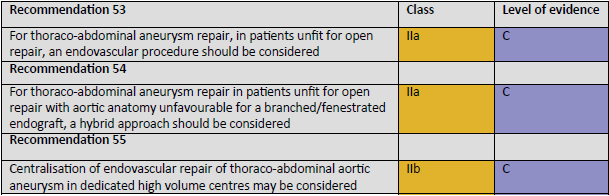 Recommendation 53 Class Level of evidence
For thoraco-abdominal aneurysm repair, in patients unfit for open IIa C
repair, an endovascular procedure should be considered
Recommendation 54
For thoraco-abdominal aneurysm repair in patients unfit for open IIa C
repair with aortic anatomy unfavourable for a branched/fenestrated
endograft, a hybrid approach should be considered
Recommendation 55
Centralisation of endovascular repair of thoraco-abdominal aortic IIb C
aneurysm in dedicated high volume centres may be considered